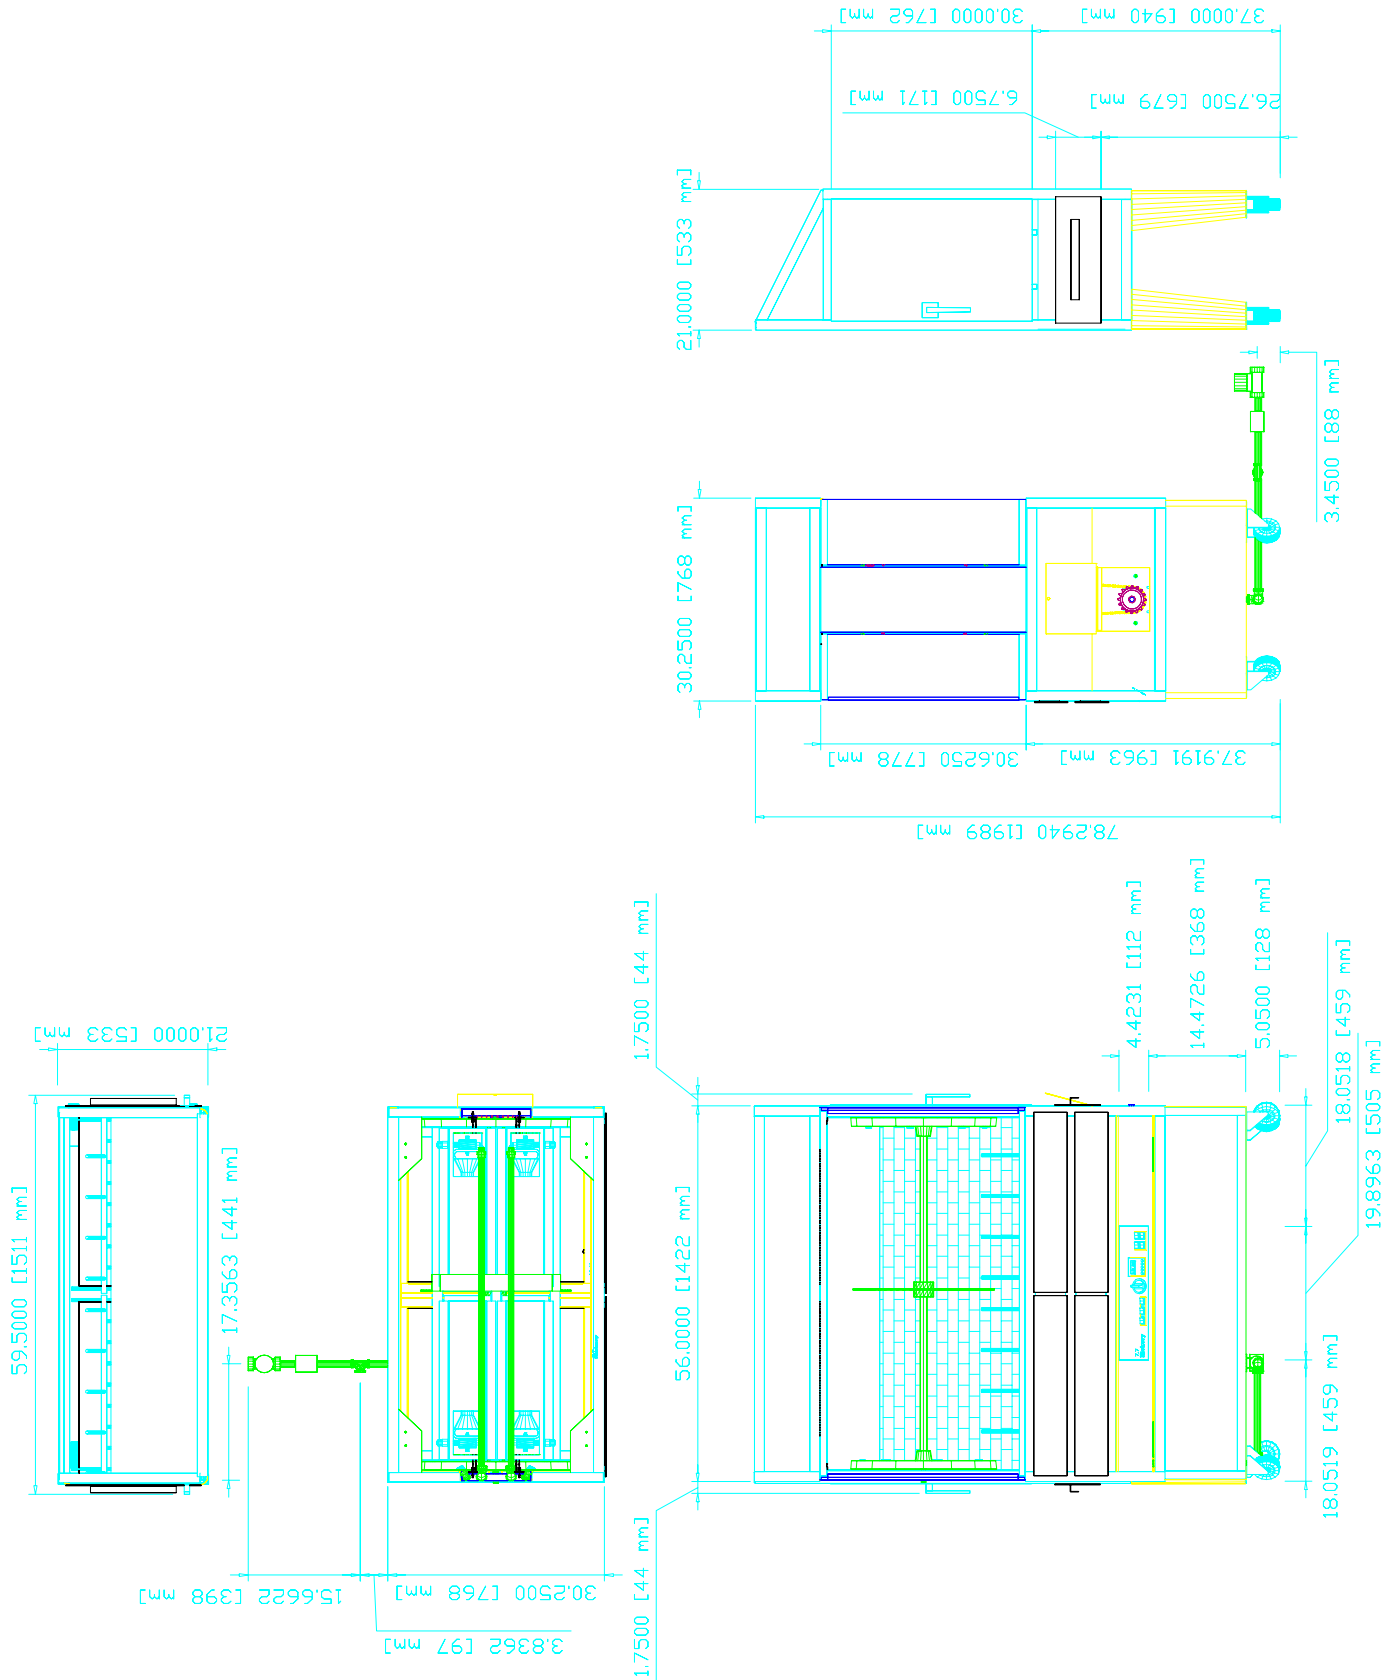 30.0000 [762 mm]
37.0000 [940 mm]
6.7500 [171 mm]
26.7500 [679 mm]
21.0000 [533 mm]
3.4500 [88 mm]
30.2500 [768 mm]
30.6250 [778 mm]
37.9191 [963 mm]
78.2940 [1989 mm]
1.7500 [44 mm]
4.4231 [112 mm]
14.4726 [368 mm]
5.0500 [128 mm]
18.0518 [459 mm]
19.8963 [505 mm]
21.0000 [533 mm]
59.5000 [1511 mm]
17.3563 [441 mm]
56.0000 [1422 mm]
18.0519 [459 mm]
15.6622 [398 mm]
30.2500 [768 mm]
3.8362 [97 mm]
1.7500 [44 mm]